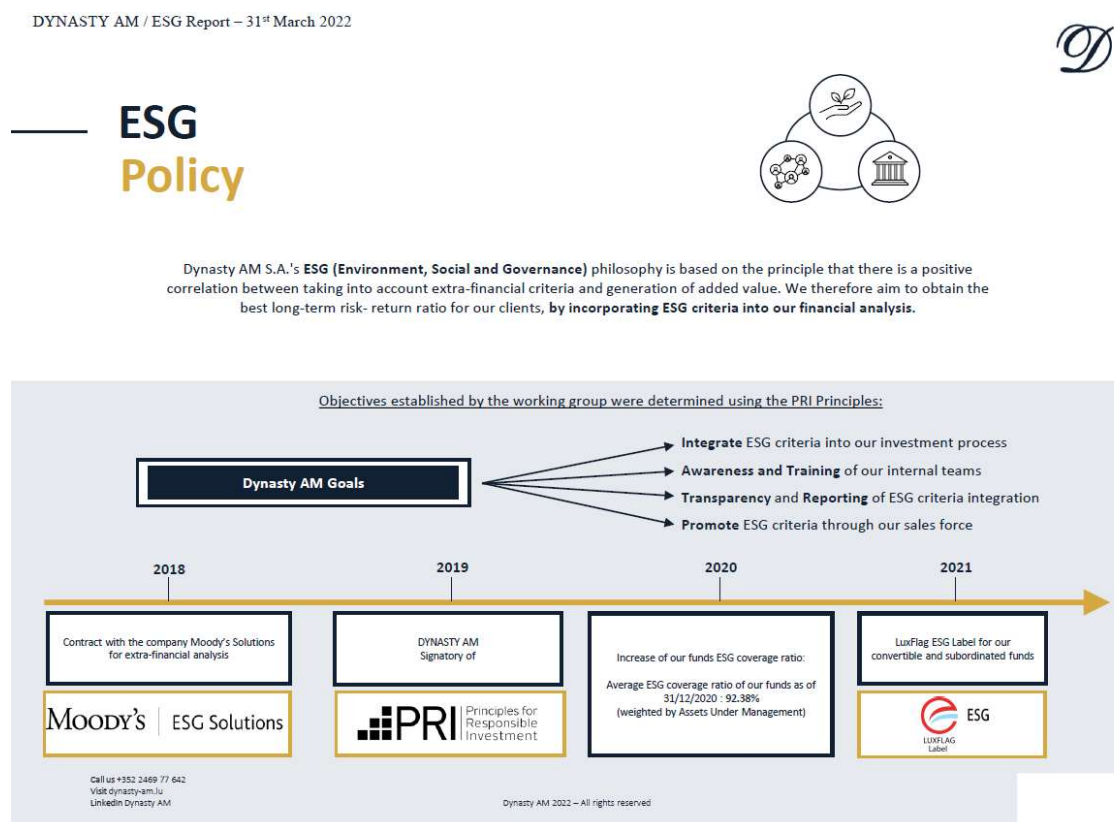 DYNASTY AM / ESG Report – 31st March 2022
D
ESG
Policy
Dynasty AM S.A.'s ESG (Environment, Social and Governance) philosophy is based on the principle that there is a positive
correlation between taking into account extra-financial criteria and generation of added value. We therefore aim to obtain the
best long-term risk- return ratio for our clients, by incorporating ESG criteria into our financial analysis.
Objectives established by the working group were determined using the PRI Principles:
Dynasty AM Goals
Integrate ESG criteria into our investment process
Awareness and Training of our internal teams
Transparency and Reporting of ESG criteria integration
Promote ESG criteria through our sales force
2018
2019
2020
2021
Contract with the company Moody's Solutions
for extra-financial analysis
MOODY'S | ESG Solutions
DYNASTY AM
Signatory of
PRI | Principles for
Responsible
Investment
Increase of our funds ESG coverage ratio:
Average ESG coverage ratio of our funds as of
31/12/2020 : 92.38%
(weighted by Assets Under Management)
LuxFlag ESG Label for our
convertible and subordinated funds
ESG
LUXFLAG
Label
Call us +352 2469 77 642
Visit dynasty-am.lu
LinkedIn Dynasty AM
Dynasty AM 2022 – All rights reserved